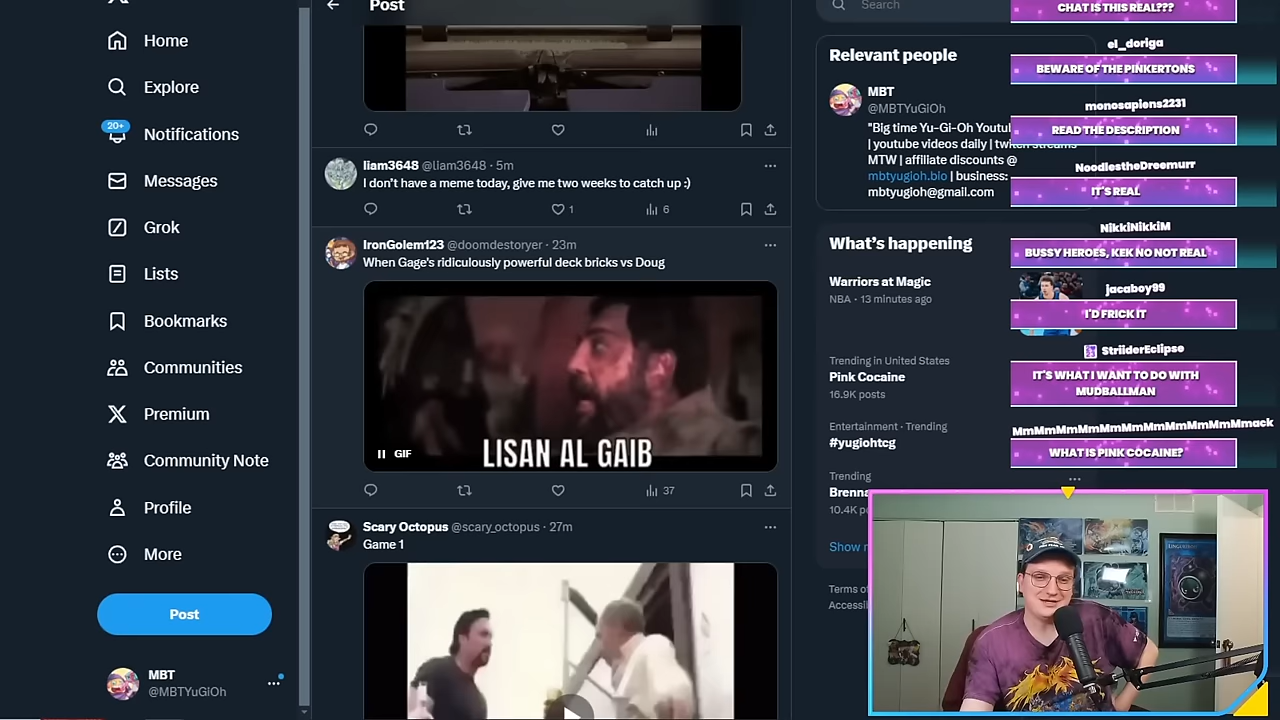 Home
Explore
20+
Notifications
Messages
Grok
Lists
Bookmarks
Communities
Premium
Community Note
Profile
More
Post
MBT
@MBTYuGiOh
Post
liam3648 @liam3648 · 5m
I don't have a meme today, give me two weeks to catch up :)
1
6
IronGolem123 @doomdestoryer · 23m
When Gage's ridiculously powerful deck bricks vs Doug
LISAN AL GAIB
GIF
37
Scary Octopus @scary_octopus · 27m
Game 1
Search
Relevant people
MBT
@MBTYuGiOh
"Big time Yu-Gi-Oh
| youtube videos daily | twitch streams
MTW | affiliate discounts @
mbtyugioh.bio | business:
mbtyugioh@gmail.com
What's happening
Warriors at Magic
NBA · 13 minutes ago
Trending in United States
Pink Cocaine
16.9K posts
Entertainment · Trending
#yugiohtcg
Trending
Brenna
10.4K
Show
Terms of
CHAT IS THIS REAL???
el_doriga
BEWARE OF THE PINKERTONS
monosapiens2231
READ THE DESCRIPTION
NoodlestheDreemurr
IT'S REAL
NikkiNikkiM
BUSSY HEROES, KEK NO NOT REAL
jacaboy99
I'D FRICK IT
StriiderEclipse
IT'S WHAT I WANT TO DO WITH
MUDBALLMAN
MmMmMmMmMmMmMmMmMmMmMmack
WHAT IS PINK COCAINE?